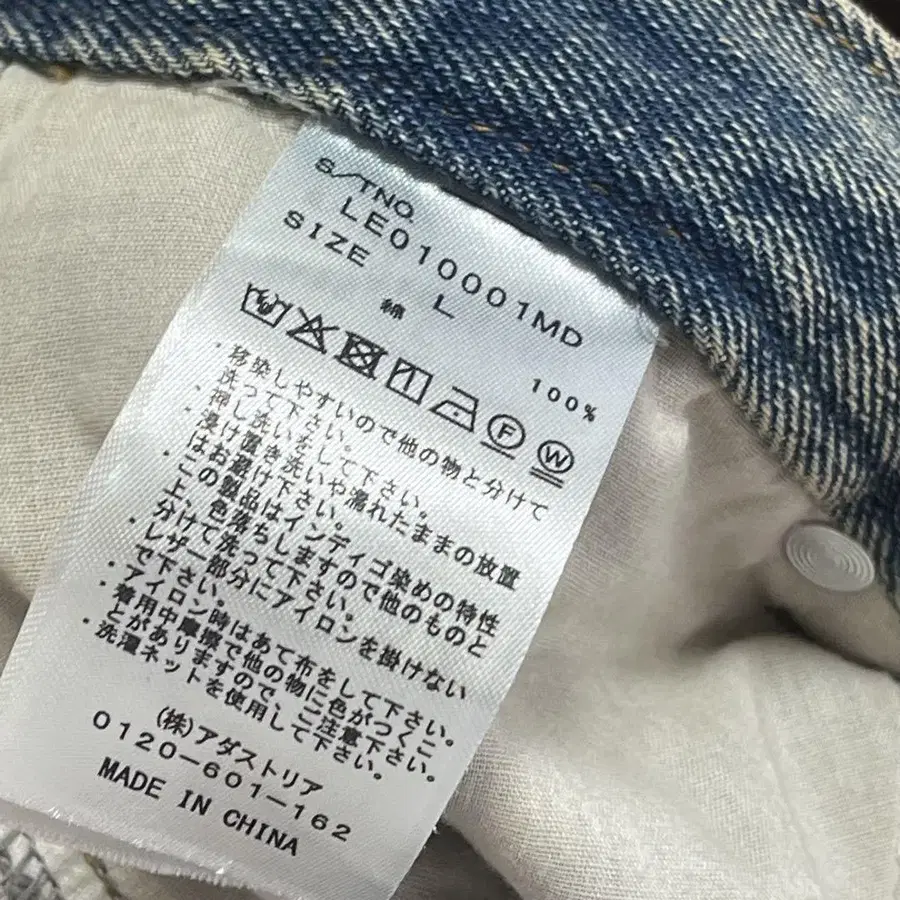 S/TNO.
LE010001MD
SIZE
L
綿 100%
F W
・移染しやすいので他の物と分けて
洗って下さい。
・押し洗いをして下さい。
・浸け置き洗いや濡れたままの放置
はお避け下さい。
・この製品はインディゴ染めの特性
上、色落ちしますので他のものと
分けて洗って下さい。
・レザー部分にアイロンを掛けない
で下さい。
・アイロン時はあて布をして下さい。
・着用中摩擦で他の物に色がつくこ
とがありますので、ご注意下さい。
・洗濯ネットを使用して下さい。
(株)アダストリア
0120-601-162
MADE IN CHINA